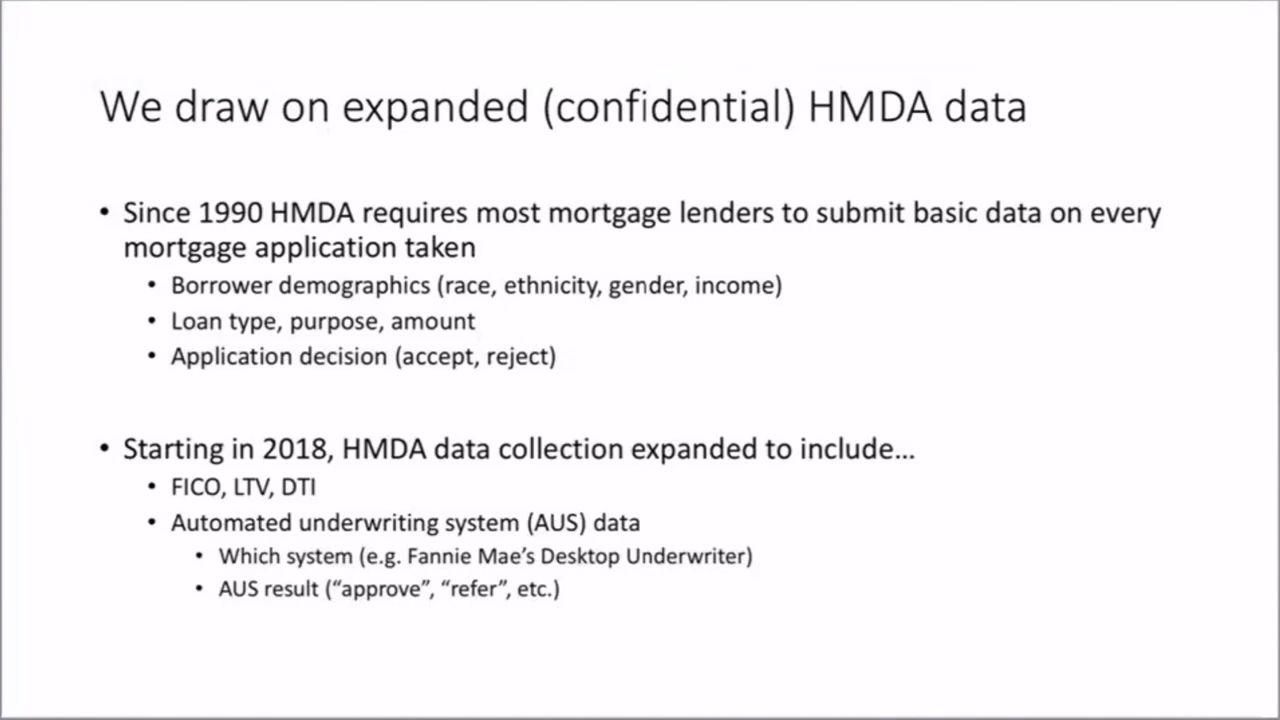 We draw on expanded (confidential) HMDA data
• Since 1990 HMDA requires most mortgage lenders to submit basic data on every
mortgage application taken
• Borrower demographics (race, ethnicity, gender, income)
• Loan type, purpose, amount
• Application decision (accept, reject)
• Starting in 2018, HMDA data collection expanded to include…
• FICO, LTV, DTI
• Automated underwriting system (AUS) data
• Which system (e.g. Fannie Mae’s Desktop Underwriter)
• AUS result (“approve”, “refer”, etc.)